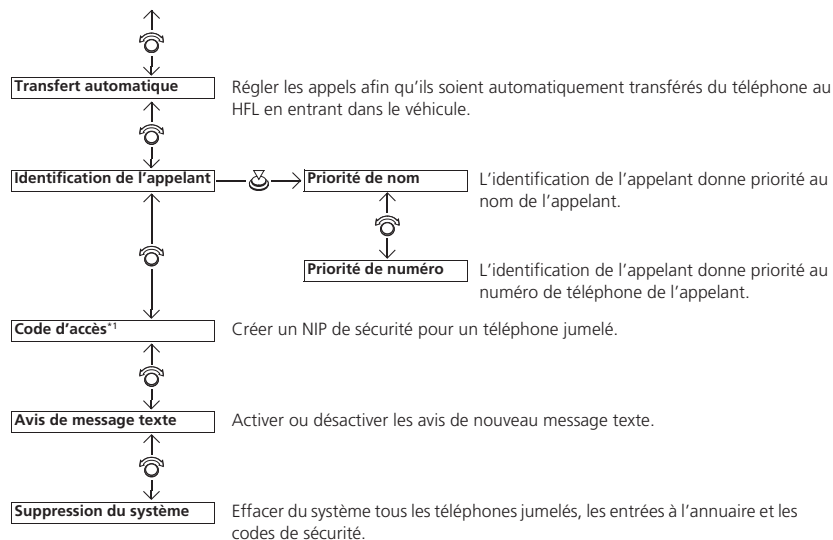 Transfert automatique
Régler les appels afin qu'ils soient automatiquement transférés du téléphone au
HFL en entrant dans le véhicule.
Identification de l'appelant
Priorité de nom
L'identification de l'appelant donne priorité au
nom de l'appelant.
Priorité de numéro
L'identification de l'appelant donne priorité au
numéro de téléphone de l'appelant.
Code d'accès*1
Créer un NIP de sécurité pour un téléphone jumelé.
Avis de message texte
Activer ou désactiver les avis de nouveau message texte.
Suppression du système
Effacer du système tous les téléphones jumelés, les entrées à l'annuaire et les
codes de sécurité.